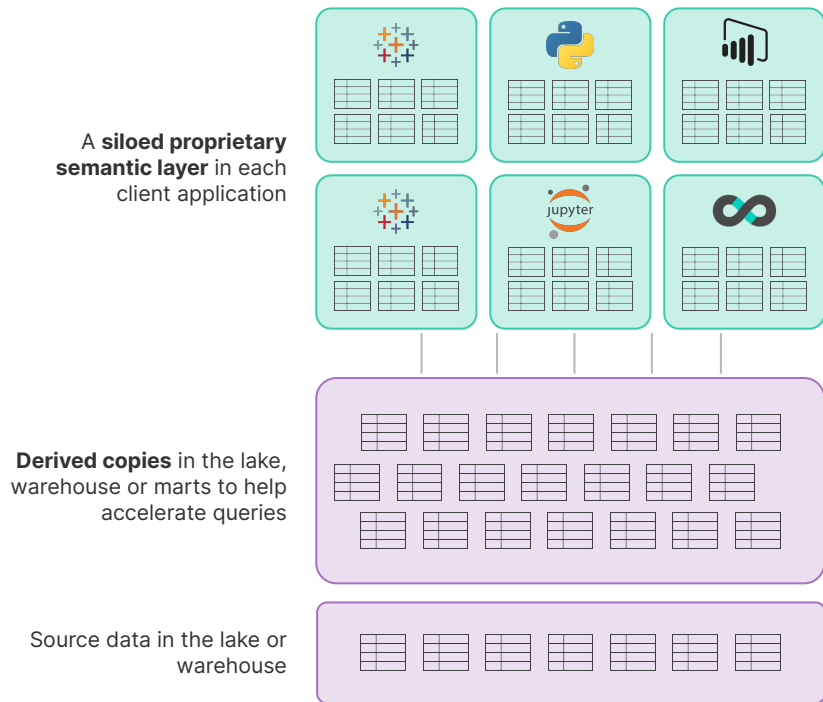 A siloed proprietary
semantic layer in each
client application
jupyter
Derived copies in the lake,
warehouse or marts to help
accelerate queries
Source data in the lake or
warehouse